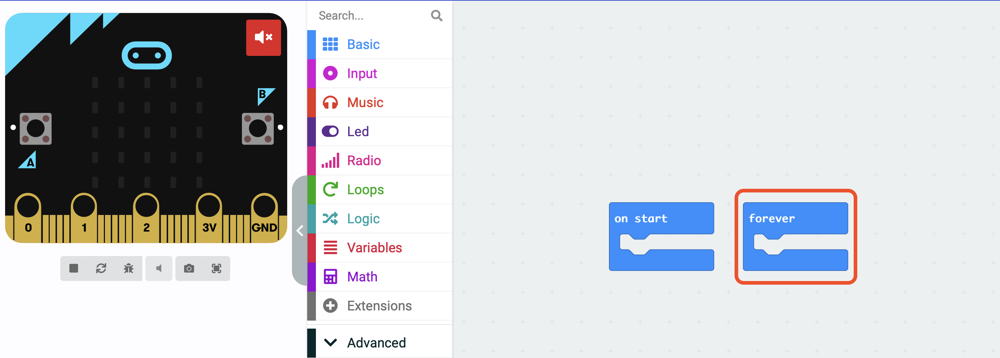 B
A
0
1
2
3V
GND
Search...
Basic
Input
Music
Led
Radio
Loops
Logic
Variables
Math
Extensions
Advanced
on start
forever